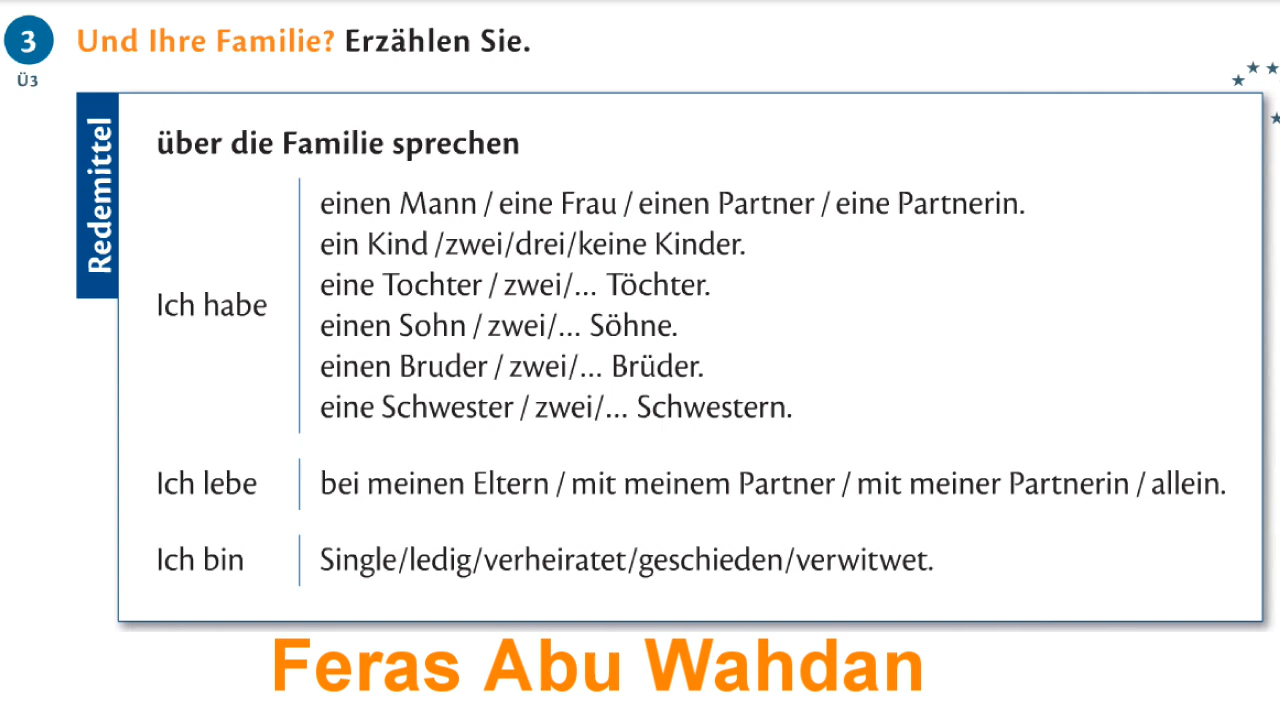 3 Und Ihre Familie? Erzählen Sie.
Ü3
Redemittel
über die Familie sprechen
Ich habe
einen Mann / eine Frau / einen Partner / eine Partnerin.
ein Kind /zwei/drei/keine Kinder.
eine Tochter / zwei/... Töchter.
einen Sohn / zwei/... Söhne.
einen Bruder / zwei/... Brüder.
eine Schwester / zwei/... Schwestern.
Ich lebe bei meinen Eltern / mit meinem Partner / mit meiner Partnerin / allein.
Ich bin Single/ledig/verheiratet/geschieden/verwitwet.
Feras Abu Wahdan